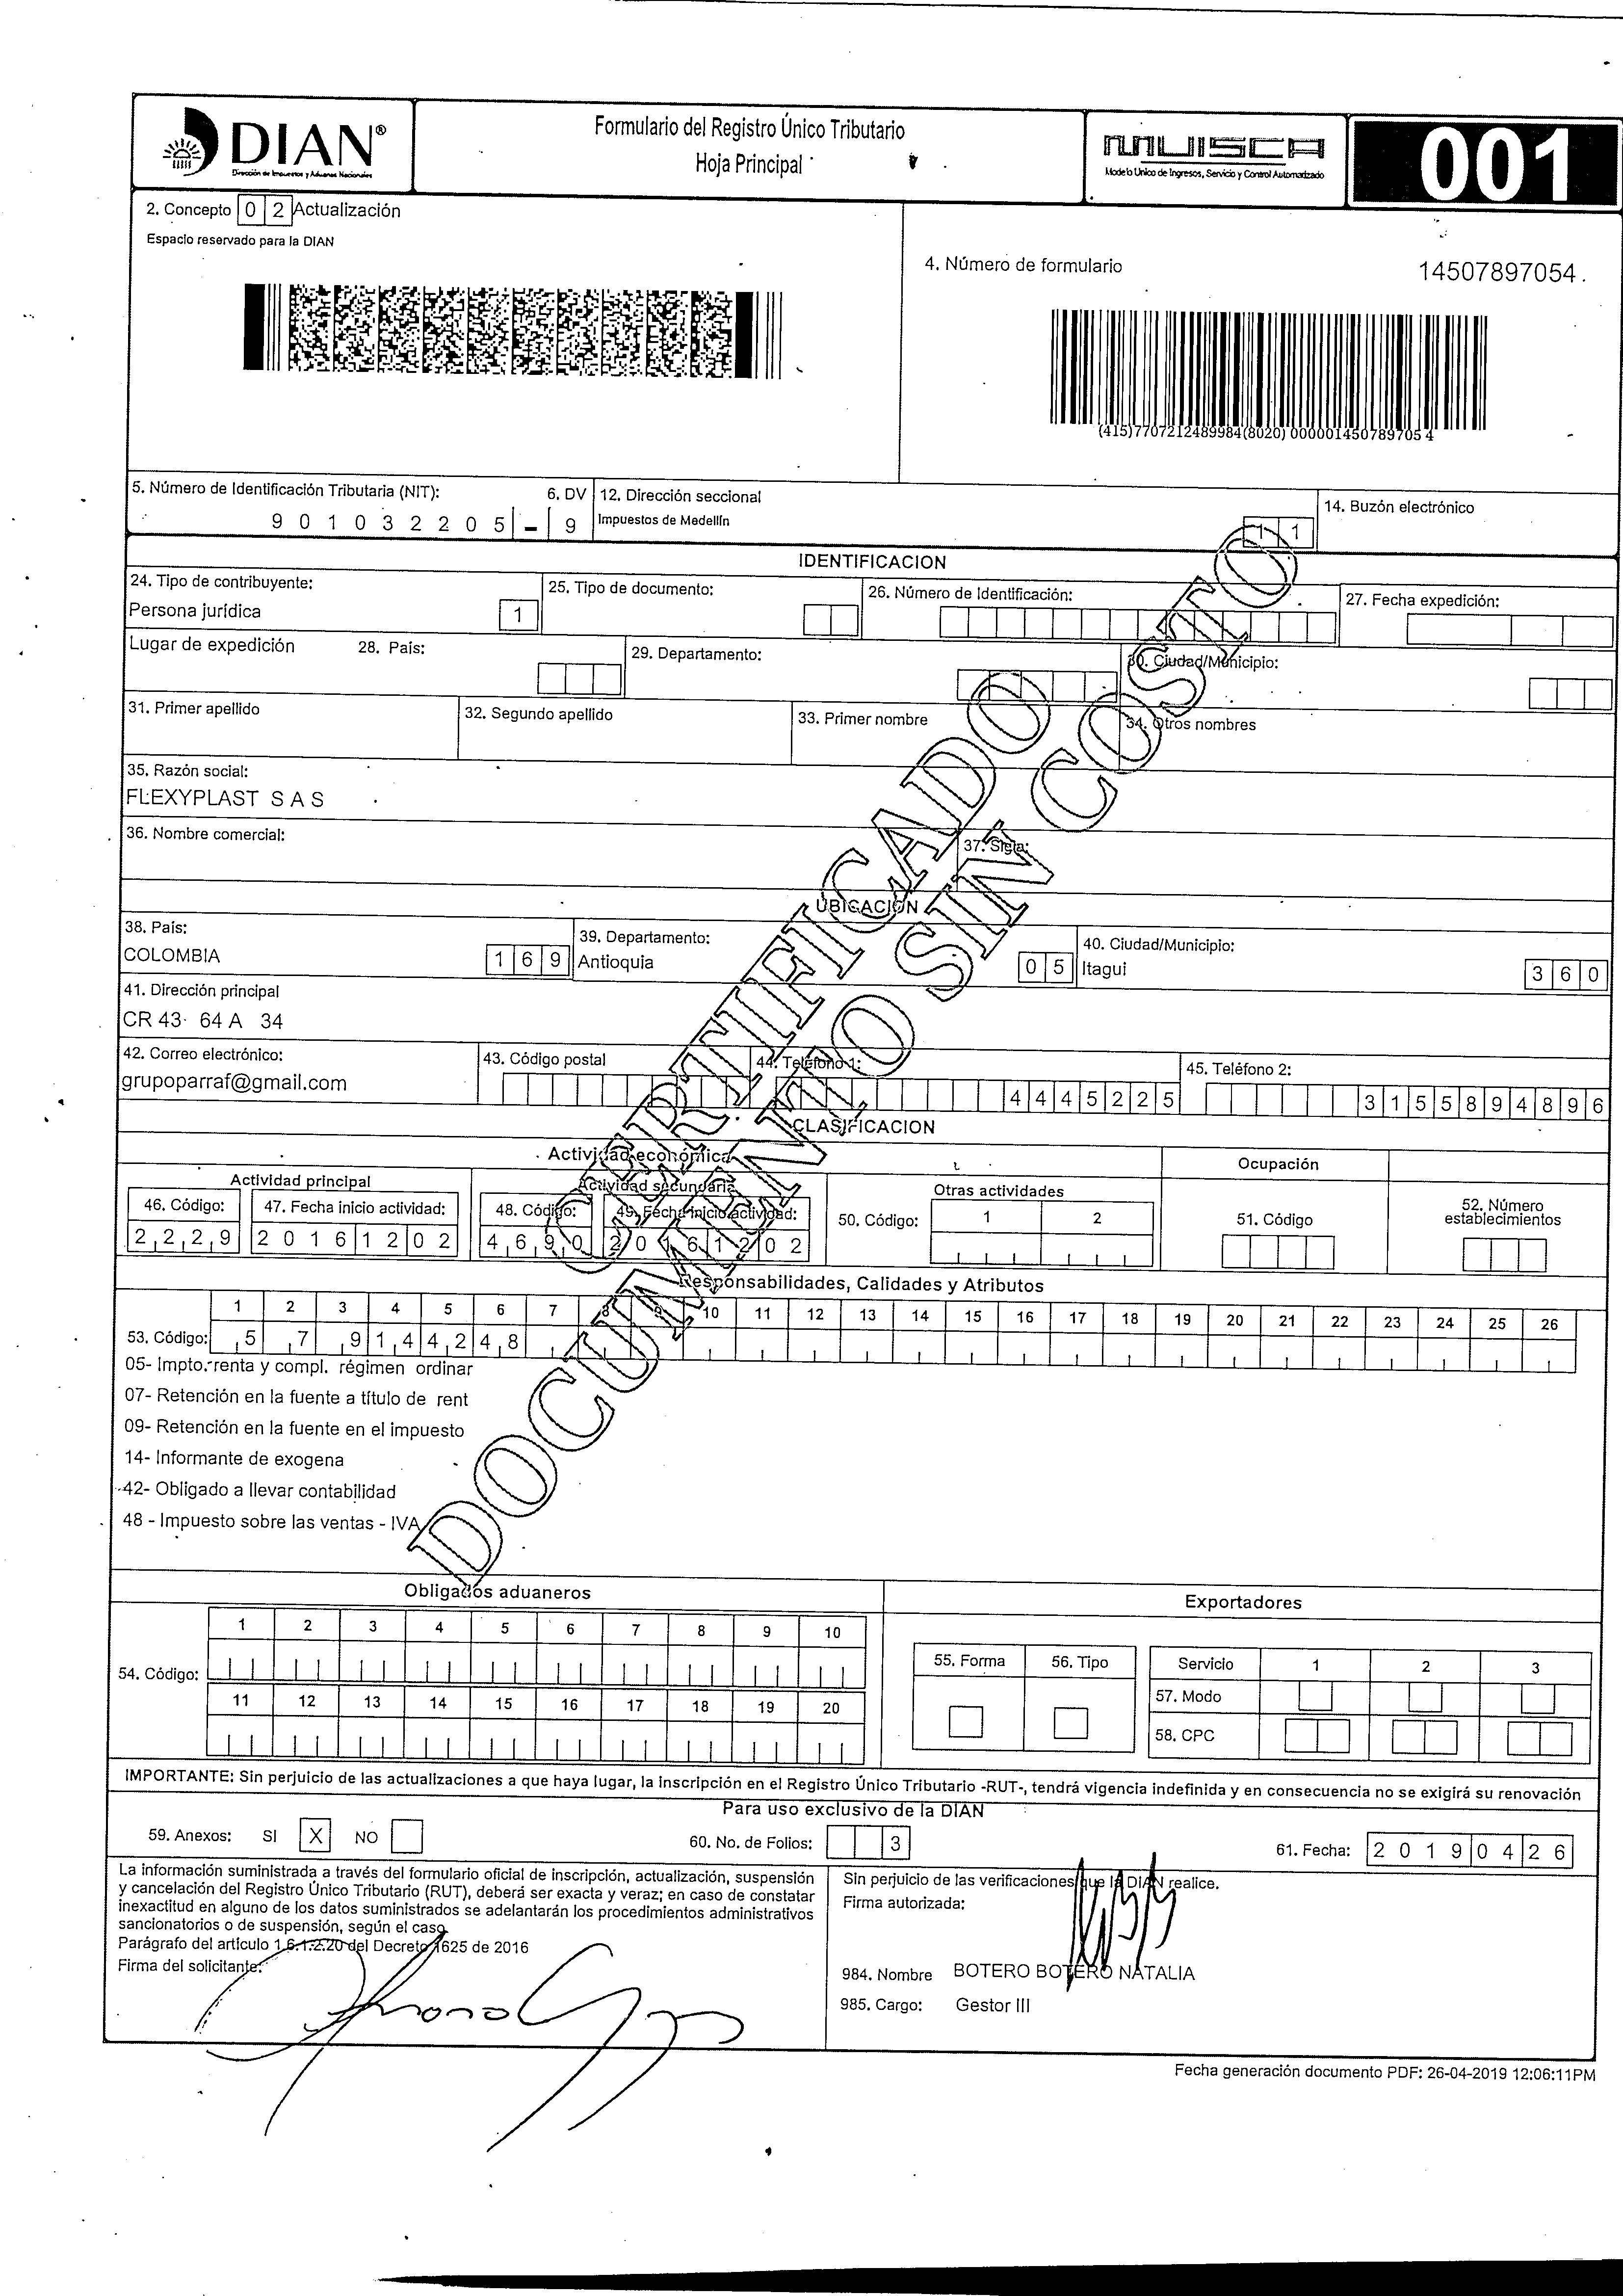 DIAN®
Dirección de Impuestos y Aduanas Nacionales
Formulario del Registro Único Tributario
Hoja Principal
MUISCA
Modelo Unico de Ingresos, Servicio y Control Automatizado
001
2. Concepto 0 2 Actualización
Espacio reservado para la DIAN
4. Número de formulario
14507897054
(415)7707212489984(8020) 000001450789705 4
5. Número de Identificación Tributaria (NIT):
6. DV
12. Dirección seccional
14. Buzón electrónico
9 0 1 0 3 2 2 0 5 - 9
Impuestos de Medellín
1 1
IDENTIFICACION
24. Tipo de contribuyente:
25. Tipo de documento:
26. Número de Identificación:
27. Fecha expedición:
Persona jurídica 1
Lugar de expedición
28. País:
29. Departamento:
30. Ciudad/Municipio:
31. Primer apellido
32. Segundo apellido
33. Primer nombre
34. Otros nombres
35. Razón social:
FLEXYPLAST S A S
36. Nombre comercial:
37. Sigla:
UBICACION
38. País:
39. Departamento:
40. Ciudad/Municipio:
COLOMBIA 1 6 9
Antioquia 0 5
Itagui 3 6 0
41. Dirección principal
CR 43 64 A 34
42. Correo electrónico:
43. Código postal
44. Teléfono 1:
45. Teléfono 2:
grupoparraf@gmail.com
4 4 4 5 2 2 5
3 1 5 5 8 9 4 8 9 6
CLASIFICACION
Actividad económica
Ocupación
Actividad principal
Actividad secundaria
Otras actividades
52. Número establecimientos
46. Código:
47. Fecha inicio actividad:
48. Código:
49. Fecha inicio actividad:
50. Código:
1 2
51. Código
2 2 2 9
2 0 1 6 1 2 0 2
4 6 9 0
2 0 1 6 1 2 0 2
Responsabilidades, Calidades y Atributos
1 2 3 4 5 6 7 8 9 10 11 12 13 14 15 16 17 18 19 20 21 22 23 24 25 26
53. Código: 5 7 9 1 4 4 2 4 8
05- Impto. renta y compl. régimen ordinar
07- Retención en la fuente a título de rent
09- Retención en la fuente en el impuesto
14- Informante de exogena
42- Obligado a llevar contabilidad
48 - Impuesto sobre las ventas - IVA
CERTIFICADO
DOCUMENTO SIN COSTO
Obligados aduaneros
Exportadores
1 2 3 4 5 6 7 8 9 10
54. Código:
11 12 13 14 15 16 17 18 19 20
55. Forma
56. Tipo
Servicio 1 2 3
57. Modo
58. CPC
IMPORTANTE: Sin perjuicio de las actualizaciones a que haya lugar, la inscripción en el Registro Único Tributario -RUT-, tendrá vigencia indefinida y en consecuencia no se exigirá su renovación
Para uso exclusivo de la DIAN
59. Anexos: SI X NO
60. No. de Folios: 3
61. Fecha: 2 0 1 9 0 4 2 6
La información suministrada a través del formulario oficial de inscripción, actualización, suspensión
y cancelación del Registro Único Tributario (RUT), deberá ser exacta y veraz; en caso de constatar
inexactitud en alguno de los datos suministrados se adelantarán los procedimientos administrativos
sancionatorios o de suspensión, según el caso.
Parágrafo del artículo 1.6.1.2.20 del Decreto 1625 de 2016
Firma del solicitante:
Sin perjuicio de las verificaciones que la DIAN realice.
Firma autorizada:
984. Nombre BOTERO BOTERO NATALIA
985. Cargo: Gestor III
Fecha generación documento PDF: 26-04-2019 12:06:11PM